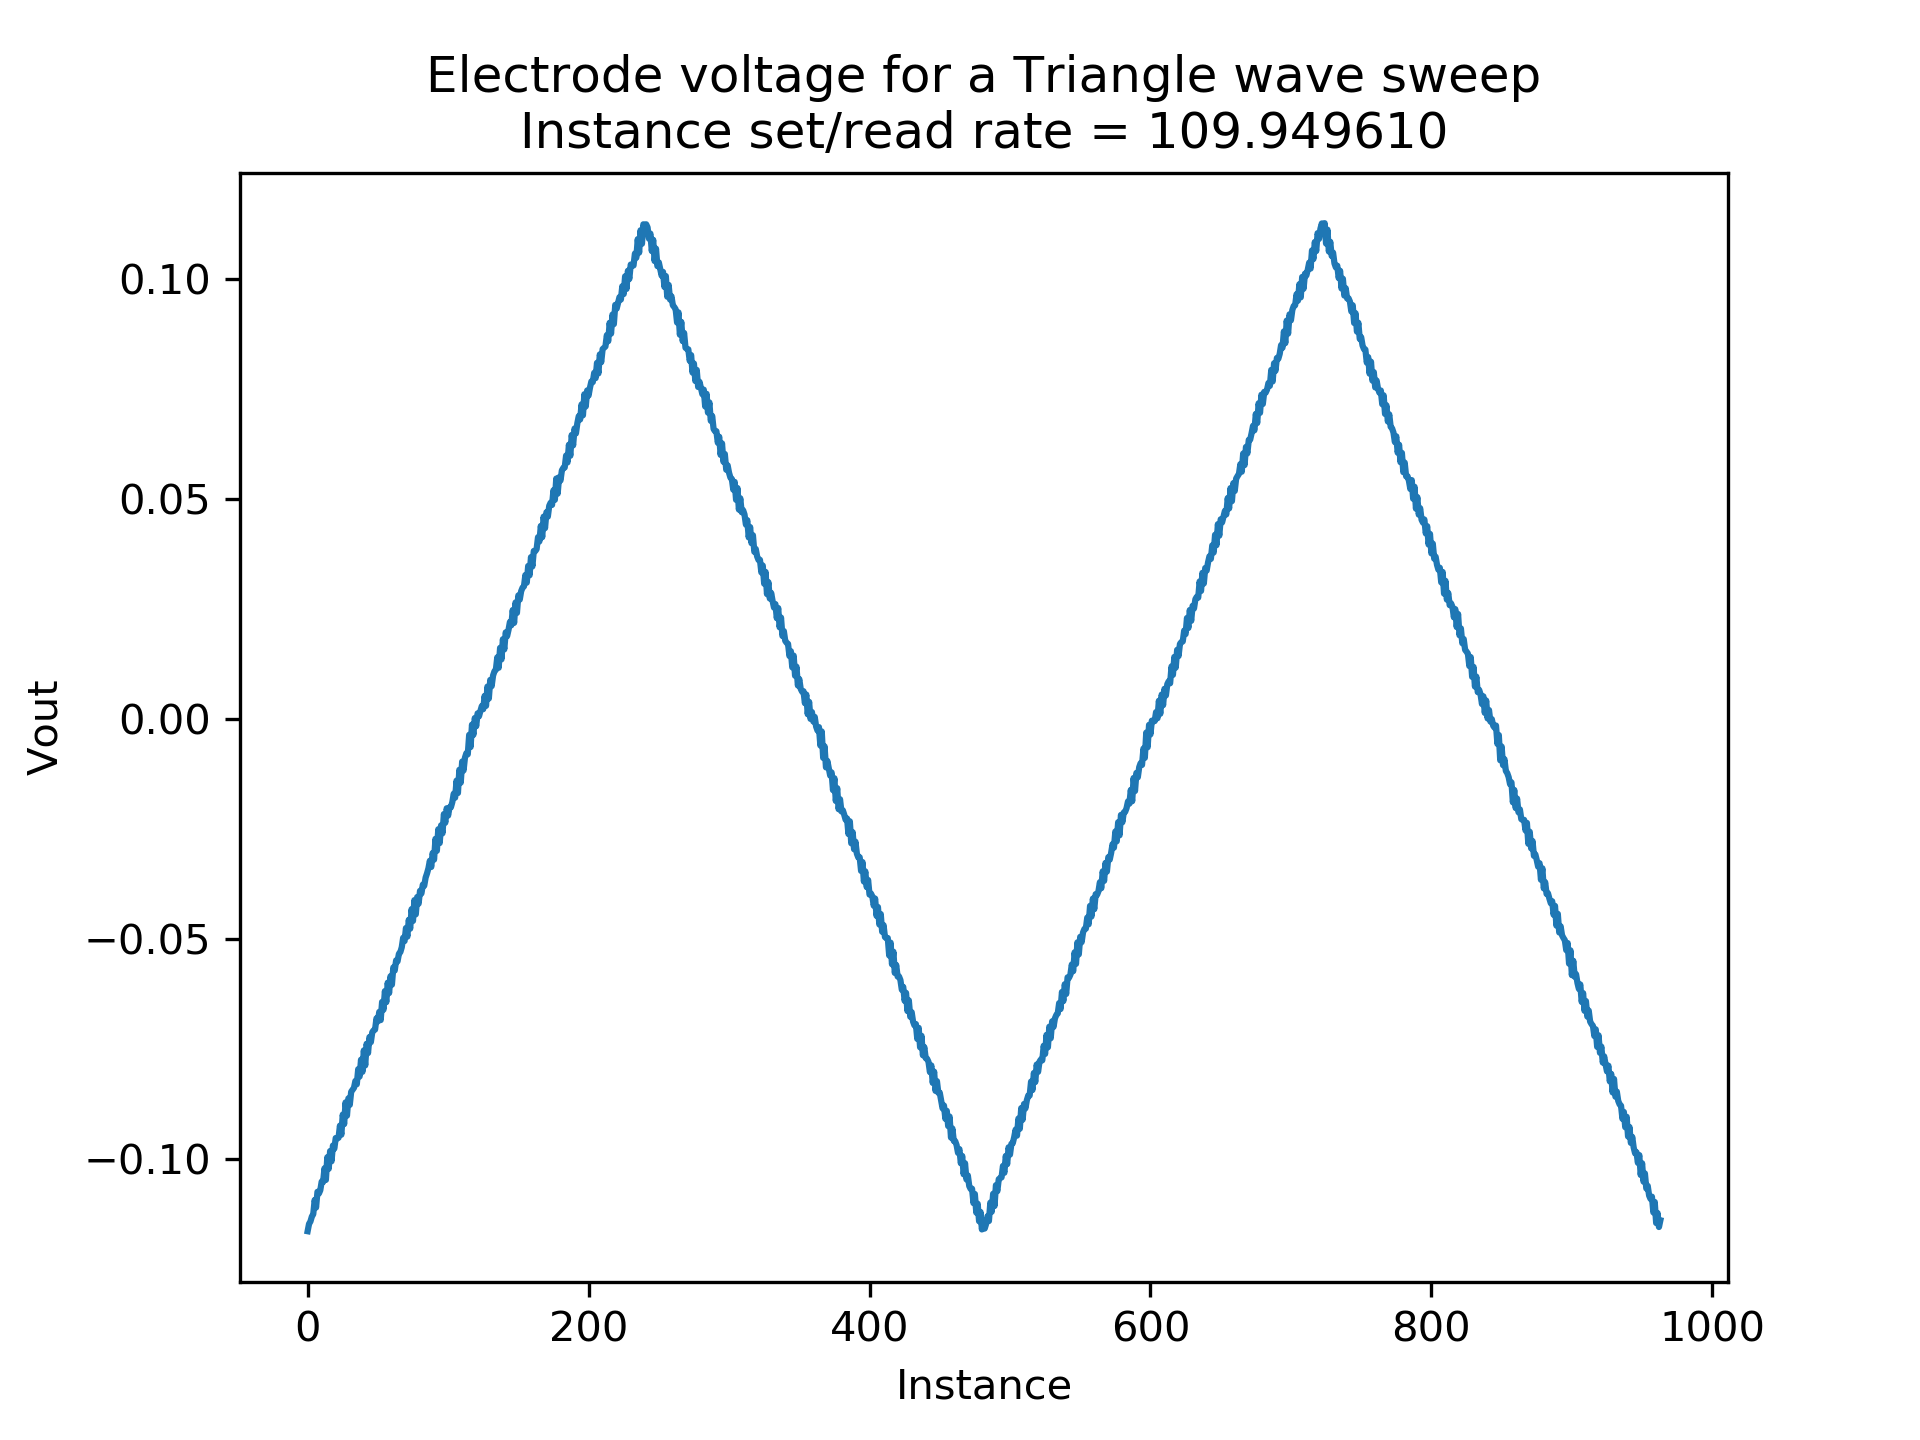 Electrode voltage for a Triangle wave sweep
Instance set/read rate = 109.949610
0.10
0.05
0.00
−0.05
−0.10
Vout
0 200 400 600 800 1000
Instance